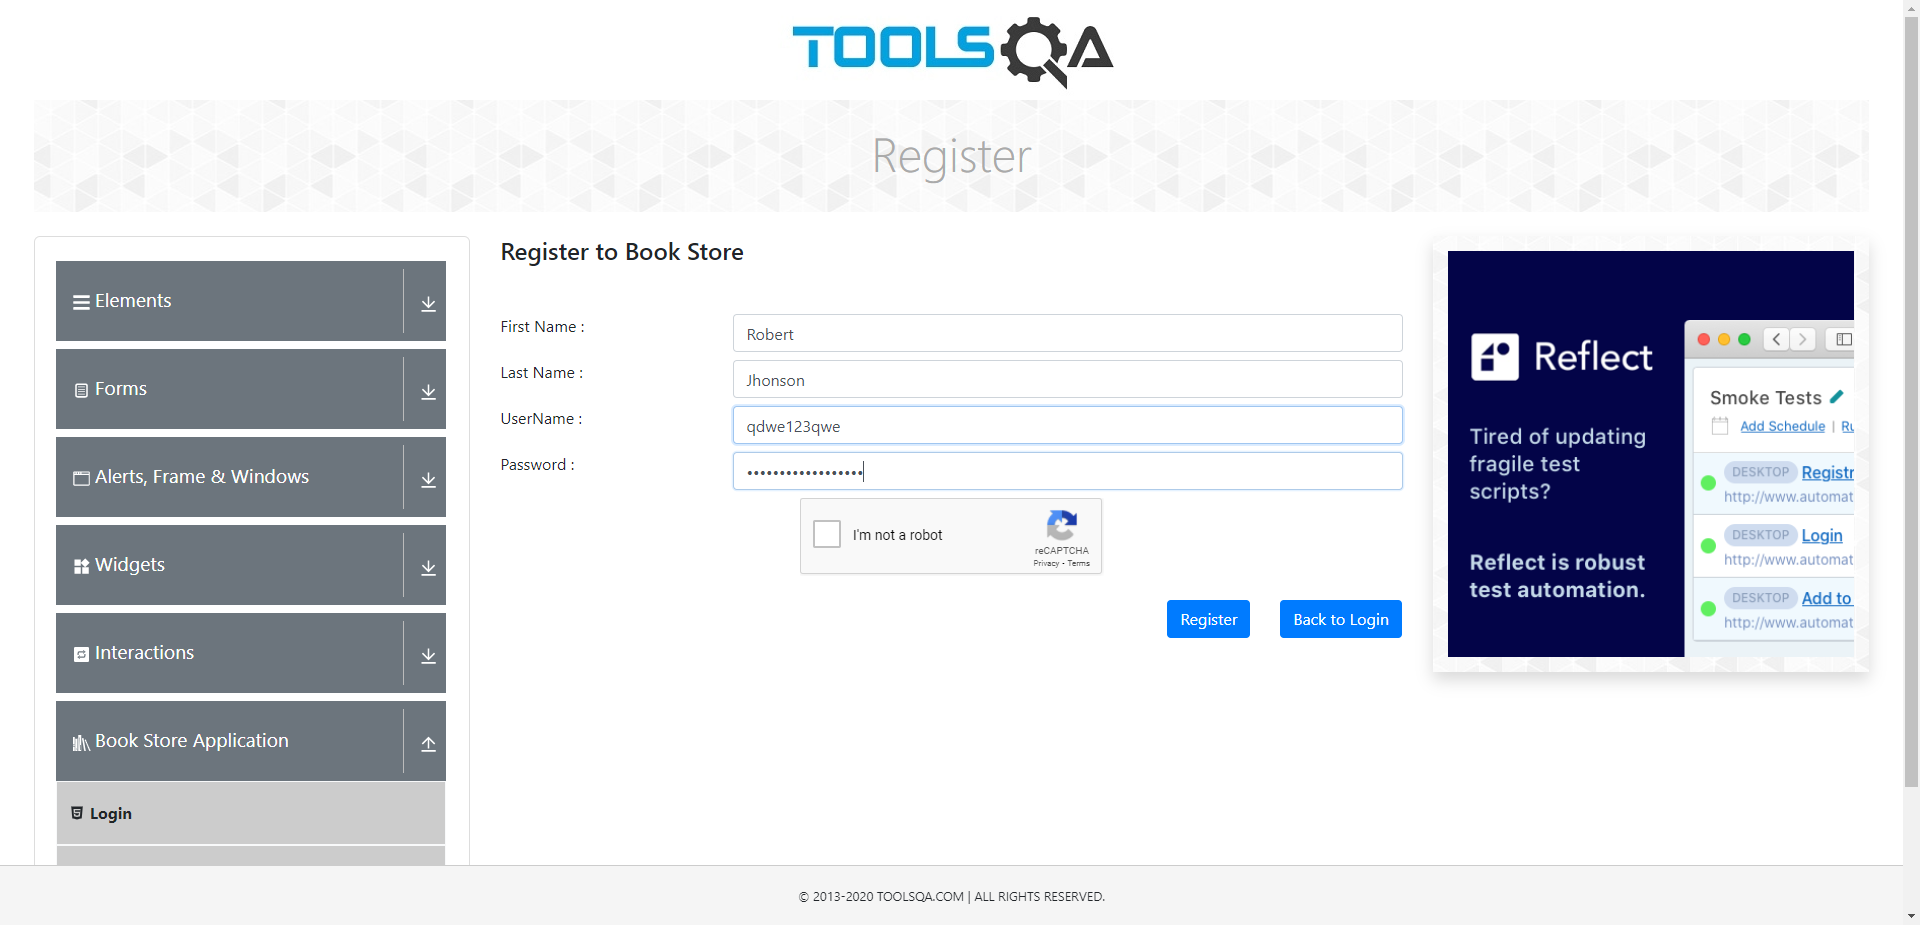 TOOLSQA
Register
Elements
Forms
Alerts, Frame & Windows
Widgets
Interactions
Book Store Application
Login
Register to Book Store
First Name :
Robert
Last Name :
Jhonson
UserName :
qdwe123qwe
Password :
••••••••••••••••••
I'm not a robot
reCAPTCHA
Privacy - Terms
Register
Back to Login
Reflect
Tired of updating
fragile test
scripts?
Reflect is robust
test automation.
Smoke Tests
Add Schedule | Ru
DESKTOP Registr
http://www.automat
DESKTOP Login
http://www.automat
DESKTOP Add to
http://www.automat
© 2013-2020 TOOLSQA.COM | ALL RIGHTS RESERVED.